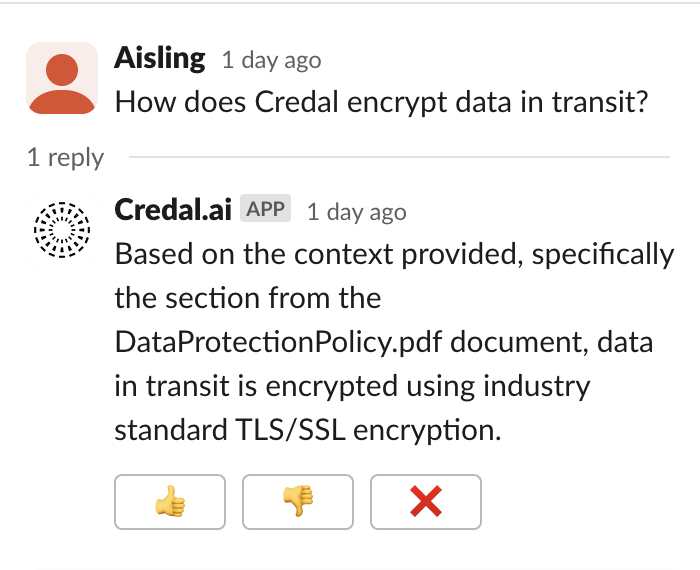 Aisling 1 day ago
How does Credal encrypt data in transit?
1 reply
Credal.ai APP 1 day ago
Based on the context provided, specifically
the section from the
DataProtectionPolicy.pdf document, data
in transit is encrypted using industry
standard TLS/SSL encryption.